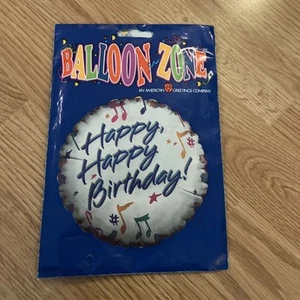 BALLOON ZONE
AN AMERICAN GREETINGS COMPANY
Happy,
Happy
Birthday!